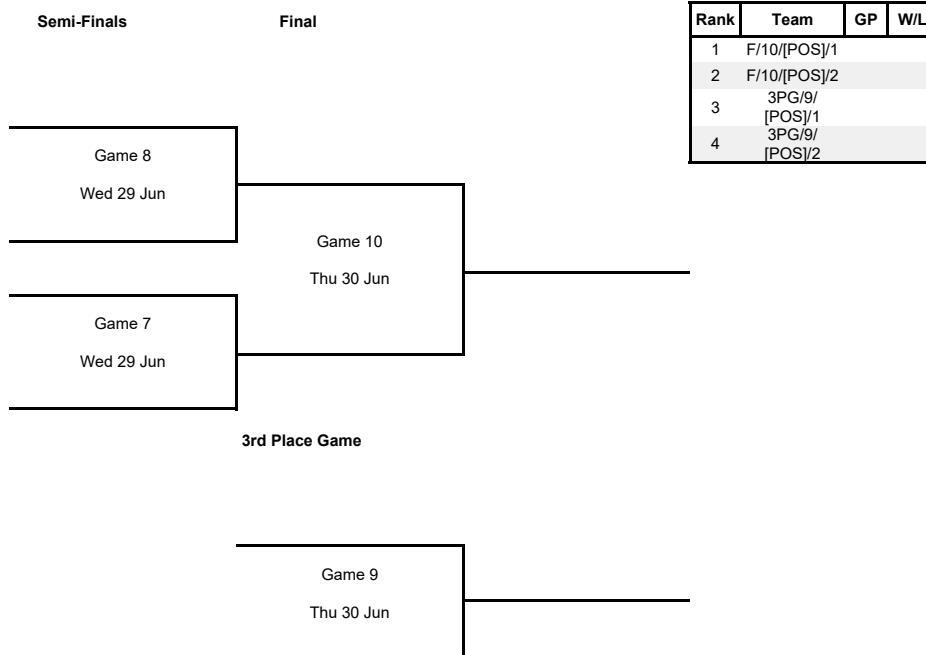 Semi-Finals Final
Rank Team GP W/L
1 F/10/[POS]/1
2 F/10/[POS]/2
3 3PG/9/
[POS]/1
4 3PG/9/
[POS]/2
Game 8
Wed 29 Jun
Game 10
Thu 30 Jun
Game 7
Wed 29 Jun
3rd Place Game
Game 9
Thu 30 Jun